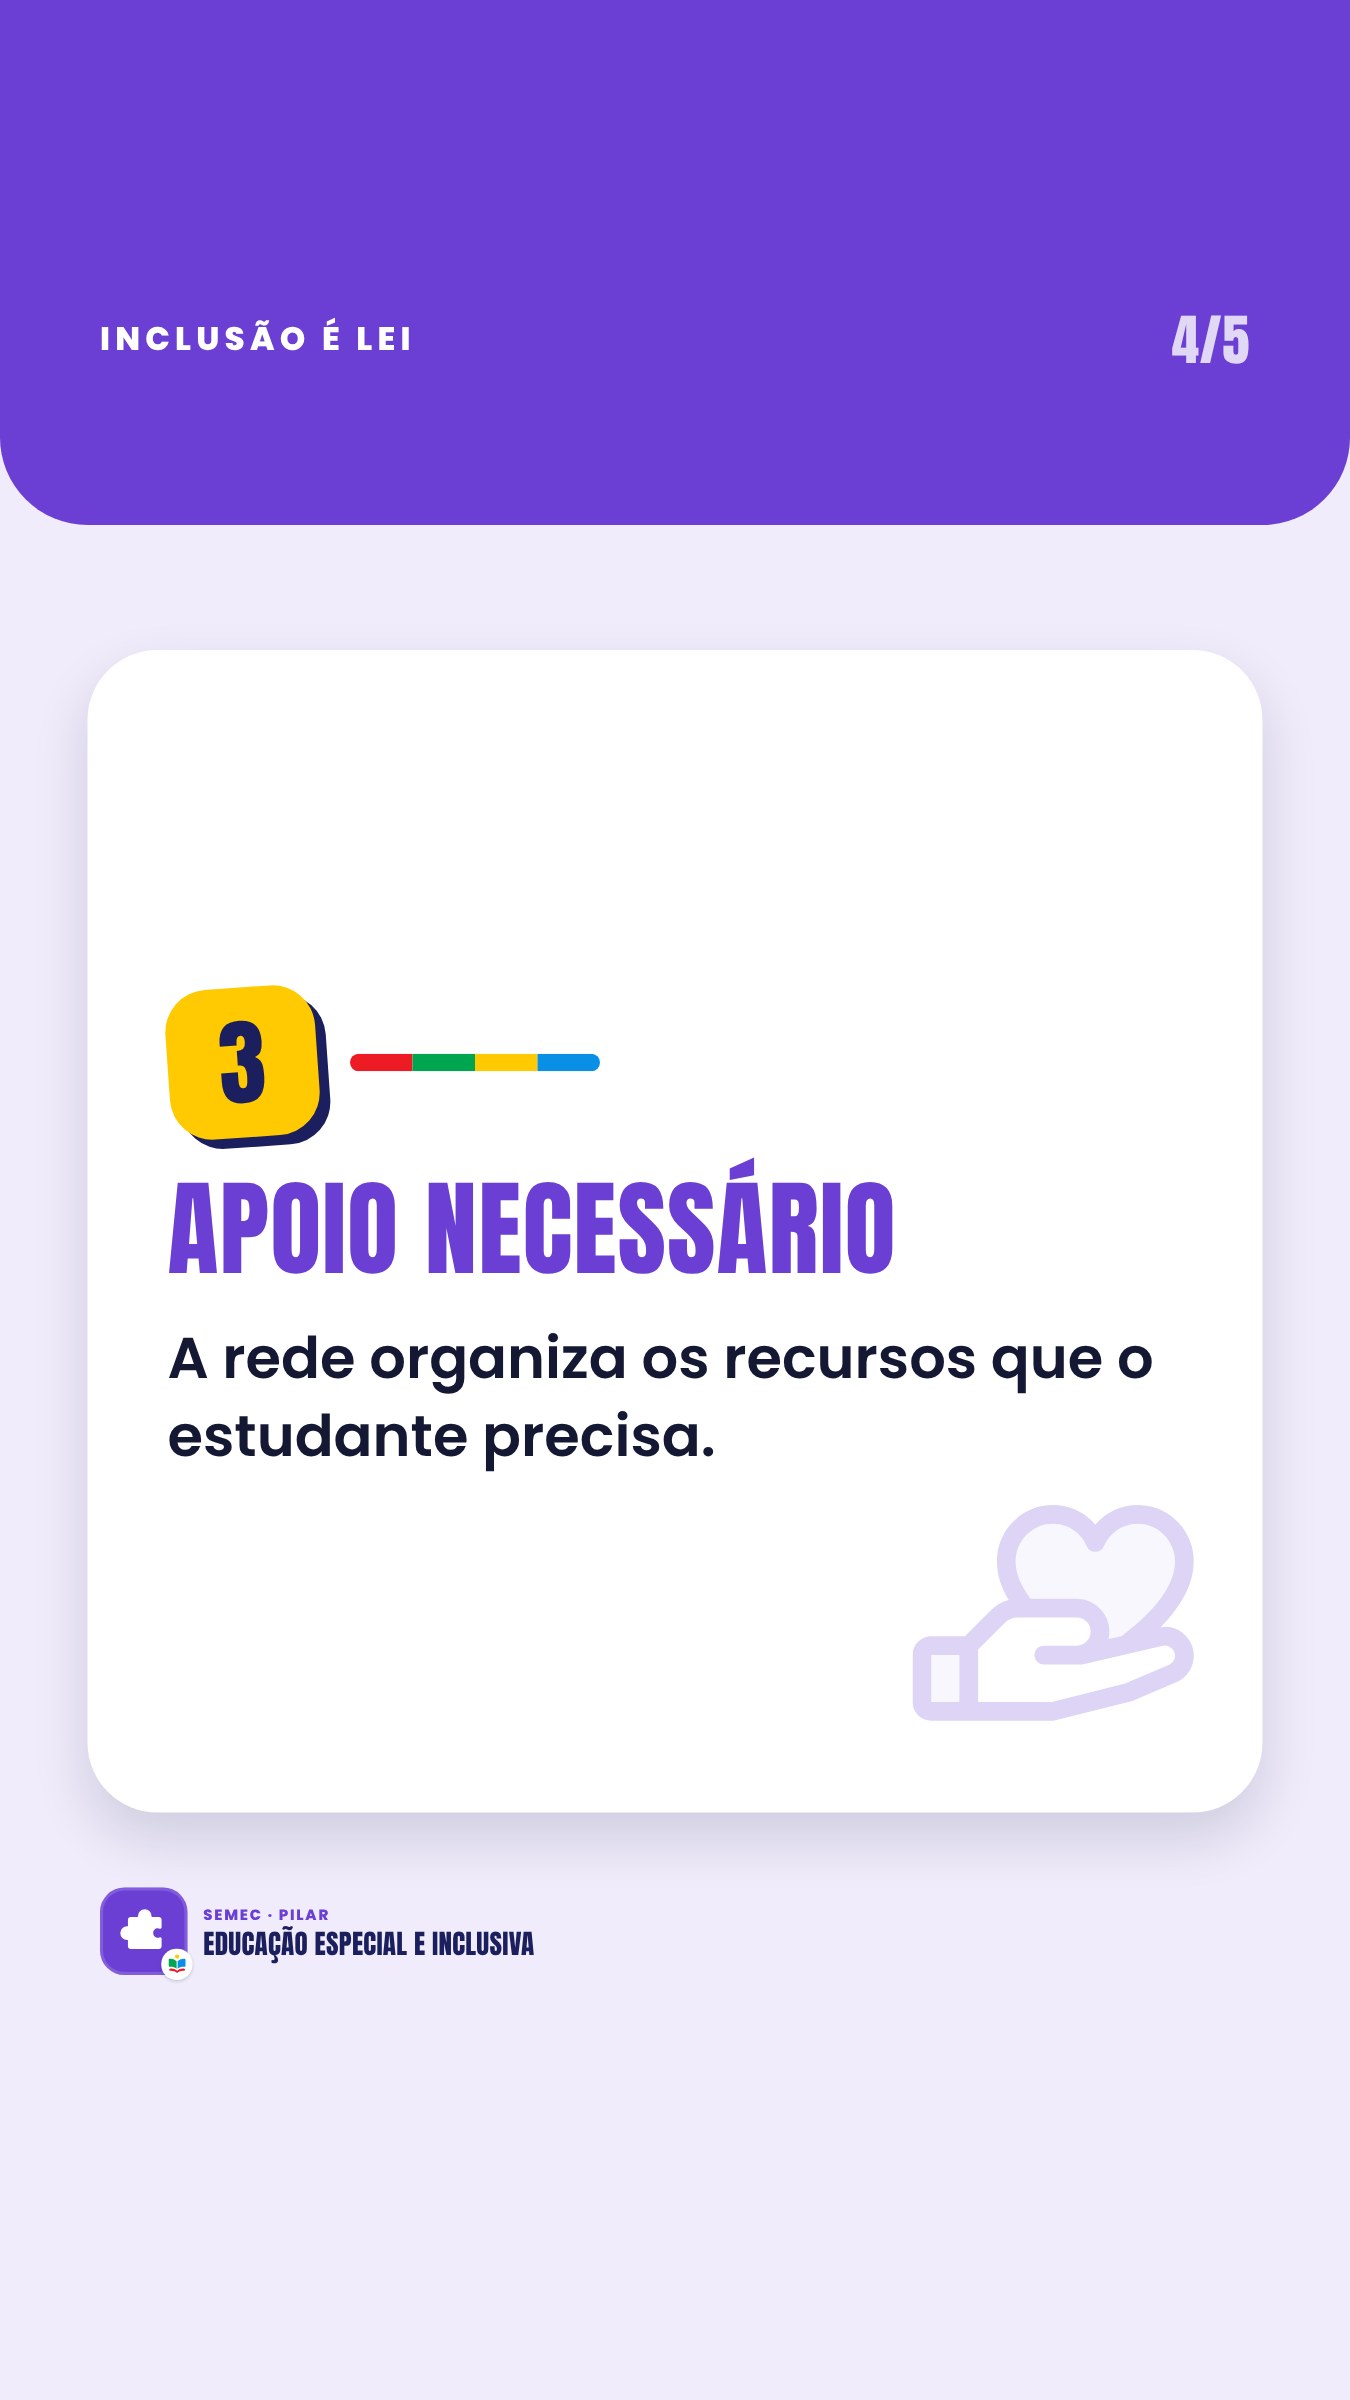 INCLUSÃO É LEI
4/5
3
APOIO NECESSÁRIO
A rede organiza os recursos que o
estudante precisa.
SEMEC · PILAR
EDUCAÇÃO ESPECIAL E INCLUSIVA